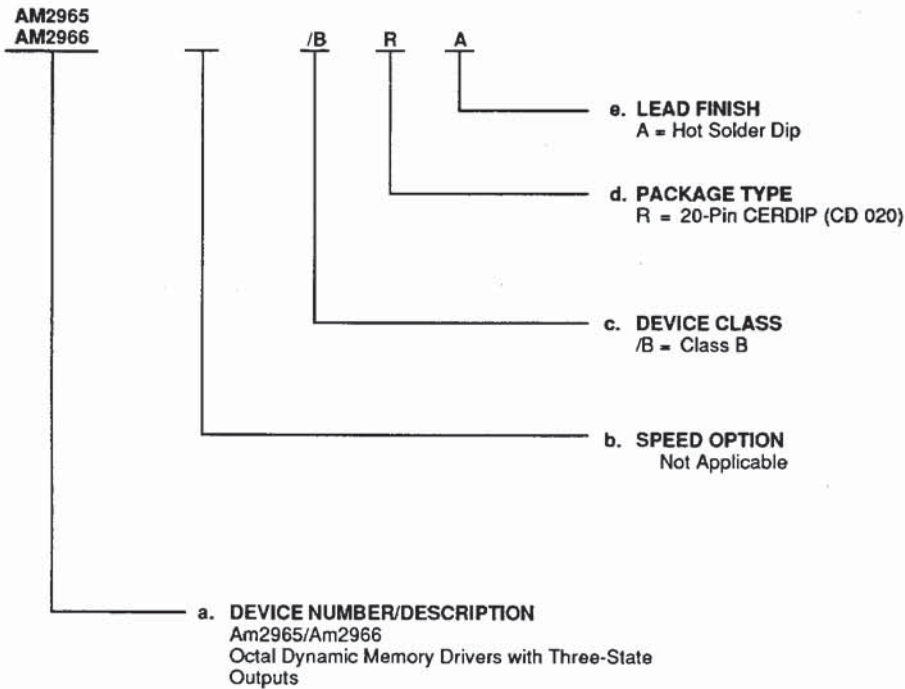 AM2965
AM2966
/B R A
e. LEAD FINISH
A = Hot Solder Dip
d. PACKAGE TYPE
R = 20-Pin CERDIP (CD 020)
c. DEVICE CLASS
/B = Class B
b. SPEED OPTION
Not Applicable
a. DEVICE NUMBER/DESCRIPTION
Am2965/Am2966
Octal Dynamic Memory Drivers with Three-State
Outputs